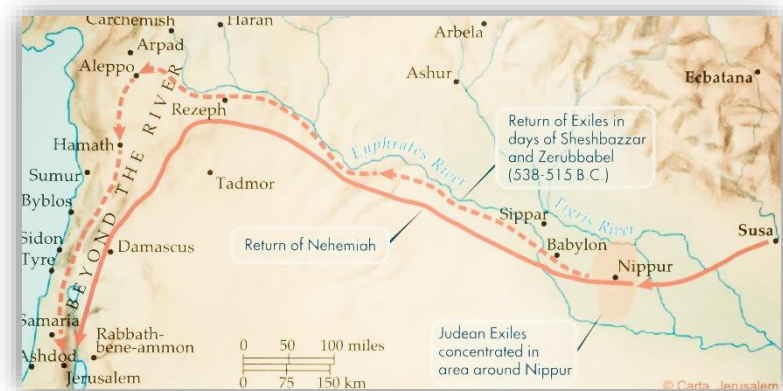 Carchemish
Haran
Arpad
Arbela
Aleppo
Ashur
Ecbatana
Rezeph
Return of Exiles in
days of Sheshbazzar
and Zerubbabel
(538-515 B.C.)
Euphrates River
BEYOND THE RIVER
Hamath
Sumur
Tadmor
Byblos
Sippar
Tigris River
Susa
Sidon
Tyre
Damascus
Return of Nehemiah
Babylon
Nippur
Samaria
Rabbath-
bene-ammon
Judean Exiles
concentrated in
area around Nippur
Ashdod
Jerusalem
0 50 100 miles
0 75 150 km
© Carta, Jerusalem